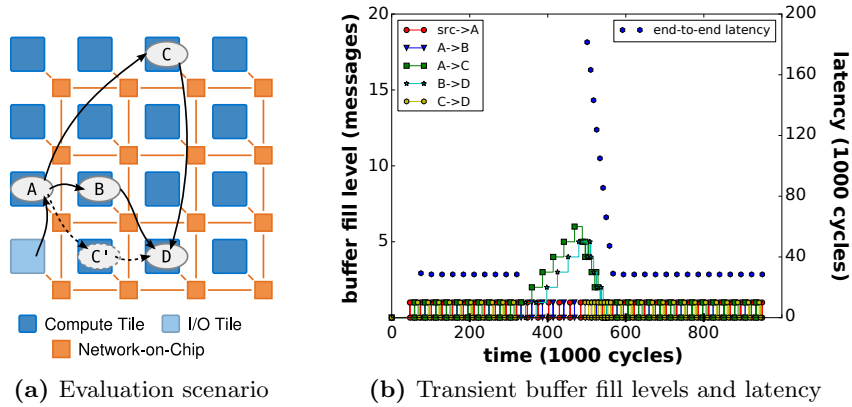 C
A
B
C'
D
Compute Tile
I/O Tile
Network-on-Chip
(a) Evaluation scenario
20
15
10
5
0
buffer fill level (messages)
src->A
A->B
A->C
B->D
C->D
end-to-end latency
200
160
120
80
40
0
latency (1000 cycles)
0 200 400 600 800
time (1000 cycles)
(b) Transient buffer fill levels and latency